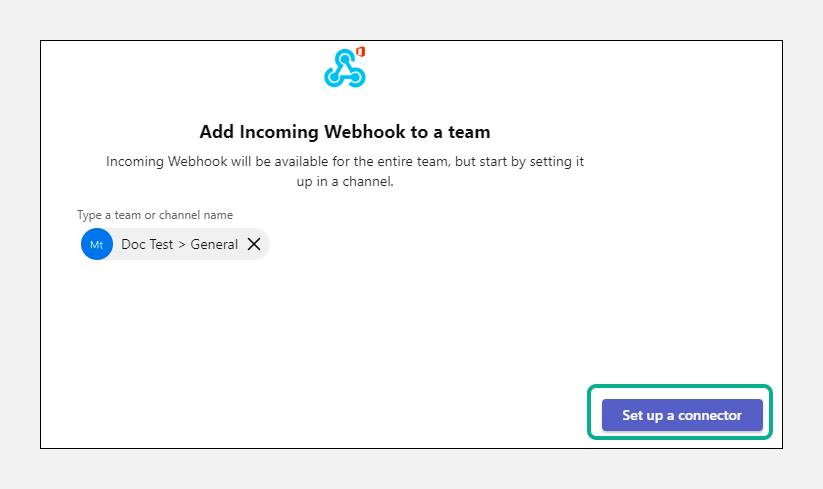 Add Incoming Webhook to a team
Incoming Webhook will be available for the entire team, but start by setting it
up in a channel.
Type a team or channel name
Mt Doc Test > General
Set up a connector